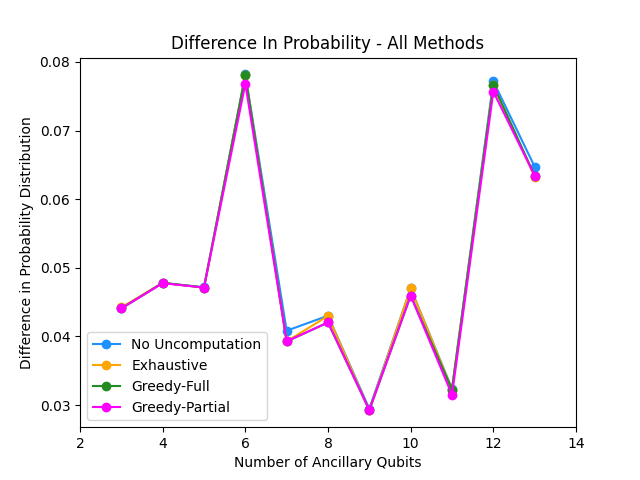 Difference In Probability - All Methods
Difference in Probability Distribution
0.08
0.07
0.06
0.05
0.04
0.03
No Uncomputation
Exhaustive
Greedy-Full
Greedy-Partial
2 4 6 8 10 12 14
Number of Ancillary Qubits